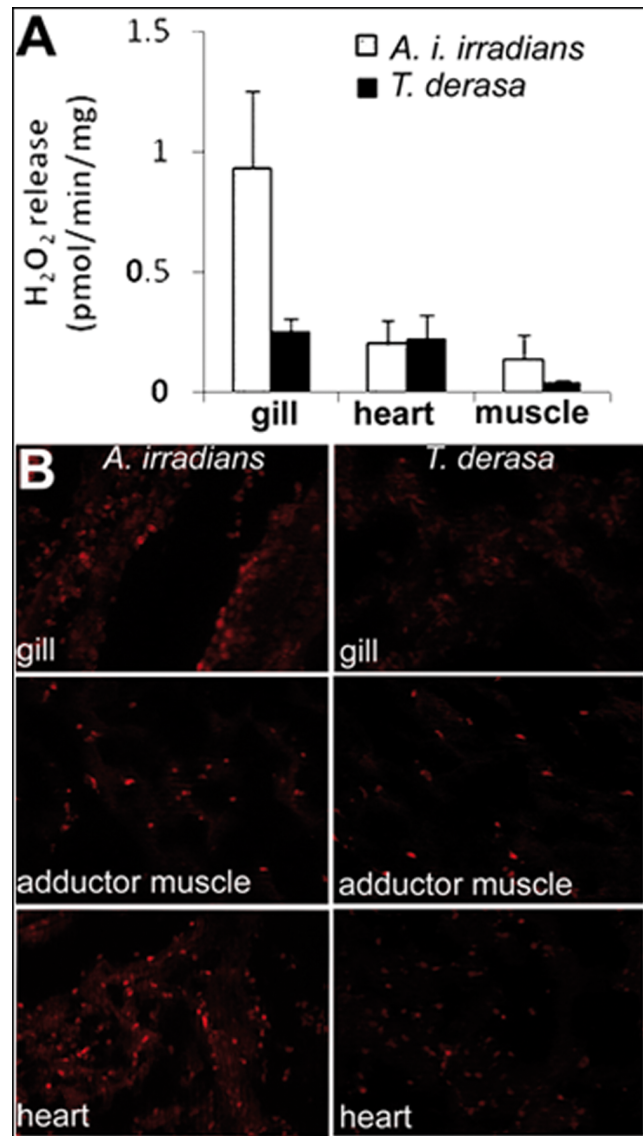 A
1.5
1
0.5
0
H₂O₂ release
(pmol/min/mg)
A. i. irradians
T. derasa
gill heart muscle
B
A. irradians
T. derasa
gill
gill
adductor muscle
adductor muscle
heart
heart